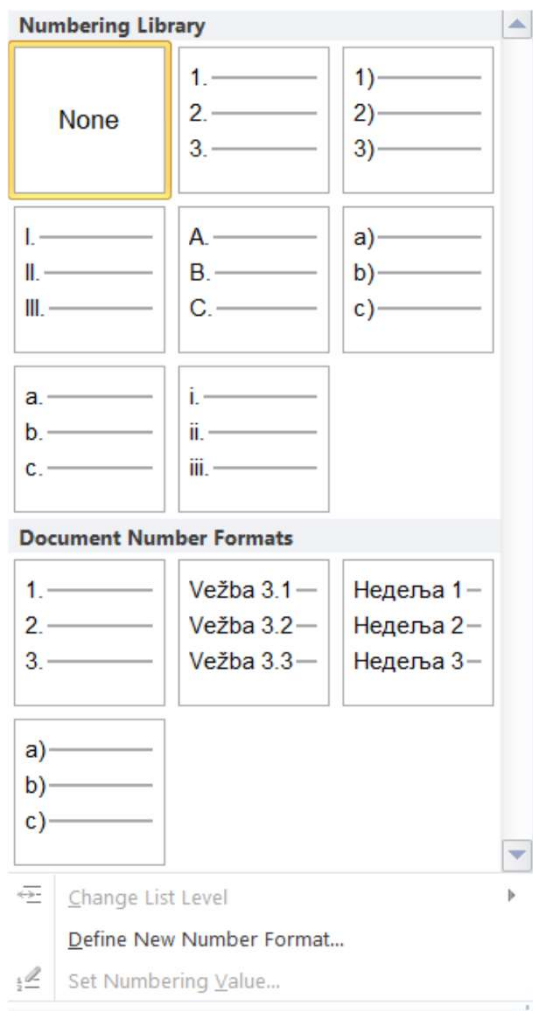 Numbering Library
None
1.
2.
3.
1)
2)
3)
I.
II.
III.
A.
B.
C.
a)
b)
c)
a.
b.
c.
i.
ii.
iii.
Document Number Formats
1.
2.
3.
Vežba 3.1
Vežba 3.2
Vežba 3.3
Недеља 1
Недеља 2
Недеља 3
a)
b)
c)
Change List Level
Define New Number Format...
Set Numbering Value...